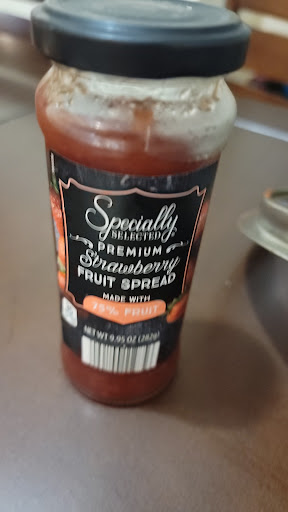 Specially
SELECTED®
PREMIUM
Strawberry
FRUIT SPREAD
MADE WITH
75% FRUIT
NET WT 9.95 OZ (282g)